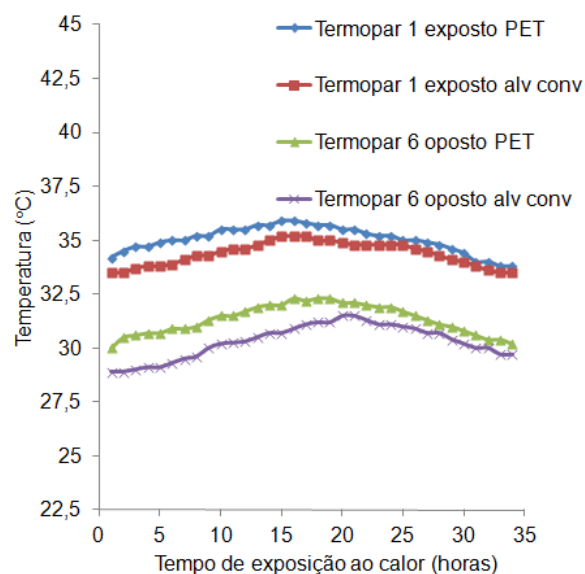 45
42,5
40
37,5
35
32,5
30
27,5
25
22,5
Temperatura (°C)
Termopar 1 exposto PET
Termopar 1 exposto alv conv
Termopar 6 oposto PET
Termopar 6 oposto alv conv
0 5 10 15 20 25 30 35
Tempo de exposição ao calor (horas)